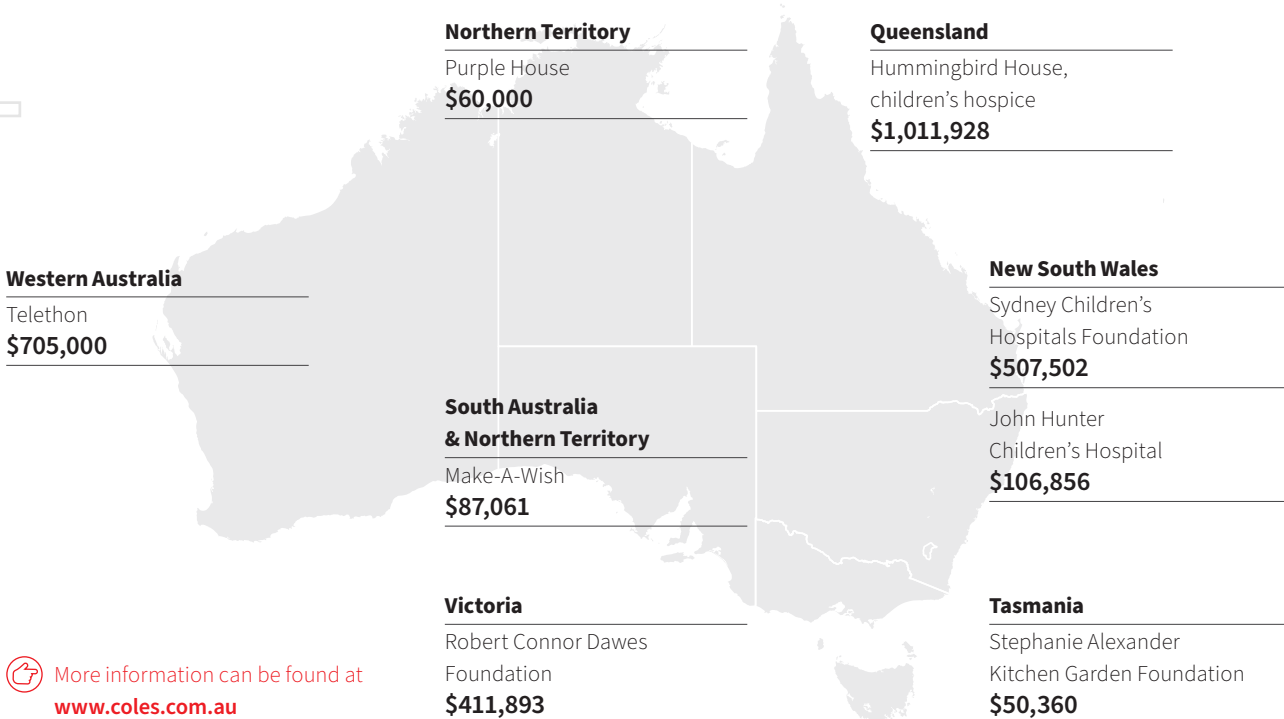 Northern Territory
Purple House
$60,000
Queensland
Hummingbird House,
children’s hospice
$1,011,928
Western Australia
Telethon
$705,000
New South Wales
Sydney Children’s
Hospitals Foundation
$507,502
John Hunter
Children’s Hospital
$106,856
South Australia
& Northern Territory
Make-A-Wish
$87,061
Victoria
Robert Connor Dawes
Foundation
$411,893
Tasmania
Stephanie Alexander
Kitchen Garden Foundation
$50,360
More information can be found at
www.coles.com.au